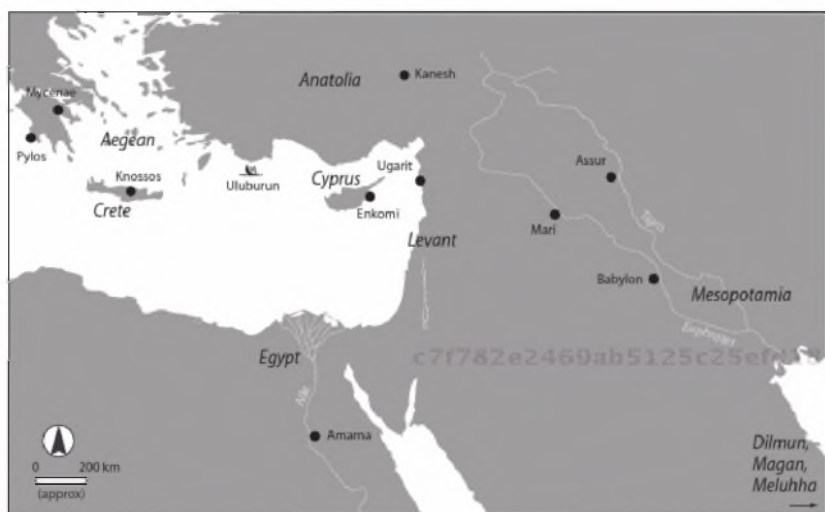 Anatolia
Kanesh
Mycenae
Aegean
Pylos
Knossos
Crete
Uluburun
Cyprus
Ugarit
Enkomi
Levant
Assur
Tigris
Mari
Babylon
Mesopotamia
Euphrates
Egypt
Nile
Amarna
0 200 km
(approx)
Dilmun,
Magan,
Meluhha